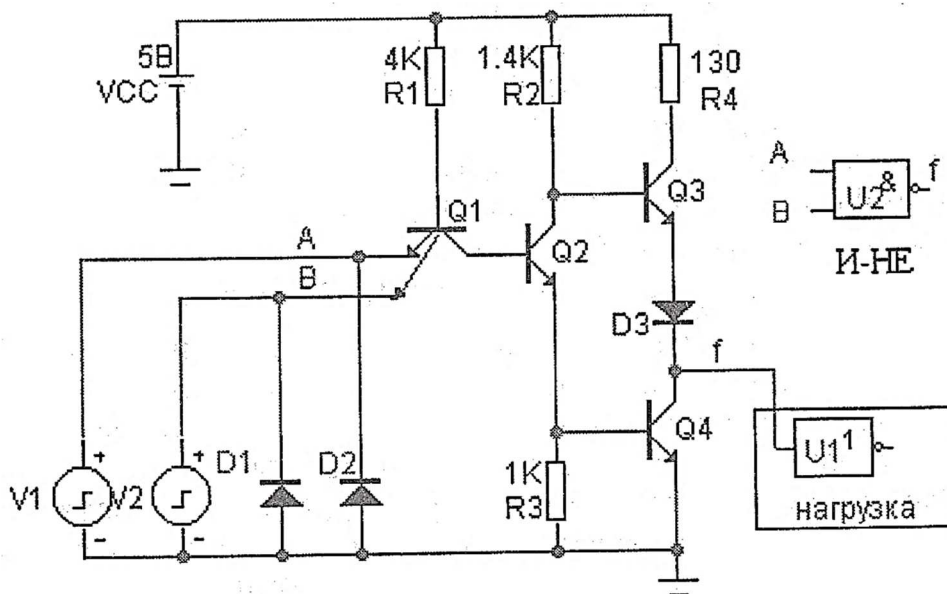 5В
VCC
4K
R1
1.4K
R2
130
R4
Q1
Q2
Q3
A
B
A
B
U2
&
f
И-НЕ
D3
f
Q4
V1
V2
+
-
+
-
D1
D2
1K
R3
U1
1
нагрузка